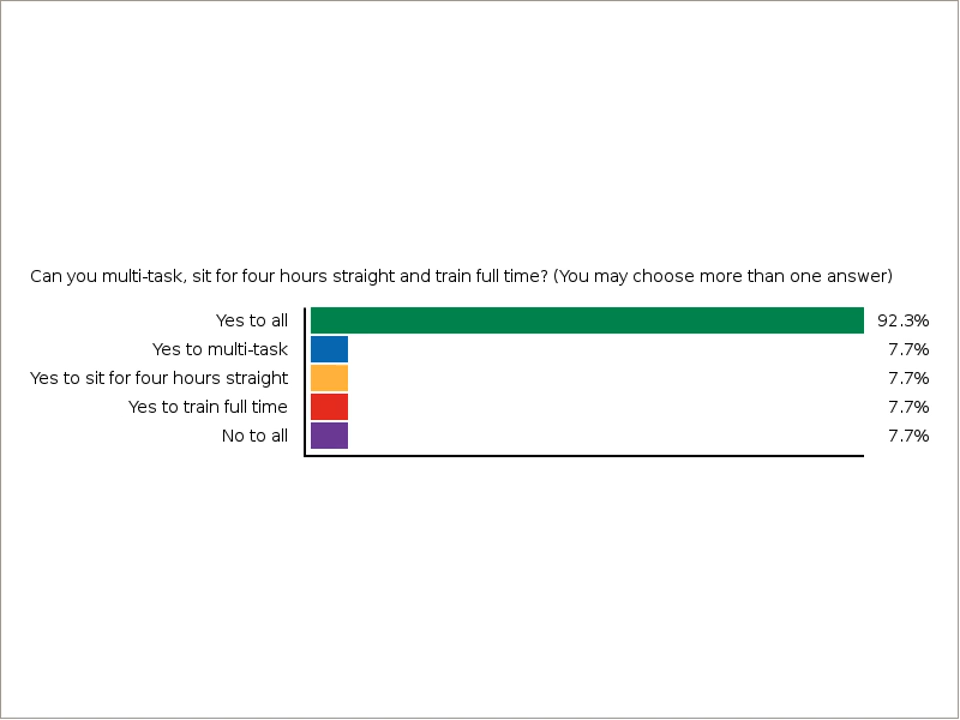 Can you multi-task, sit for four hours straight and train full time? (You may choose more than one answer)
Yes to all 92.3%
Yes to multi-task 7.7%
Yes to sit for four hours straight 7.7%
Yes to train full time 7.7%
No to all 7.7%